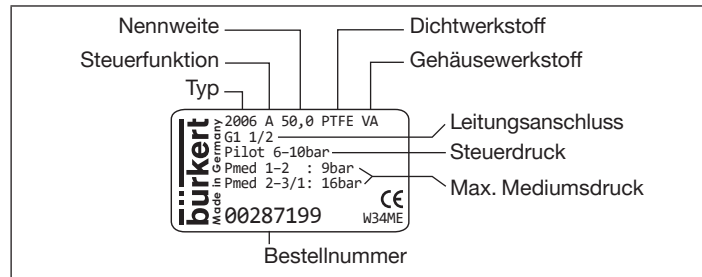 Nennweite
Dichtwerkstoff
Steuerfunktion
Gehäusewerkstoff
Typ
bürkert
Made in Germany
2006 A 50,0 PTFE VA
G1 1/2
Leitungsanschluss
Pilot 6–10bar
Steuerdruck
Pmed 1–2 : 9bar
Pmed 2–3/1: 16bar
Max. Mediumsdruck
CE
00287199
W34ME
Bestellnummer